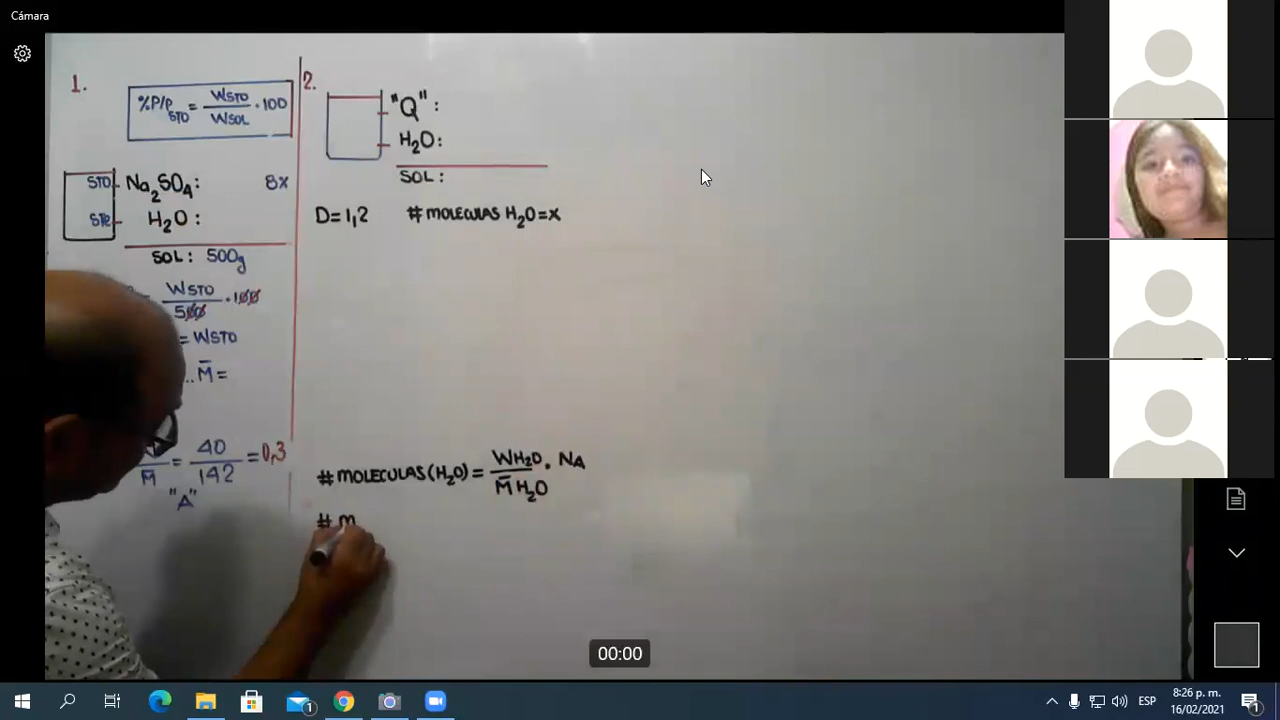 Cámara
1.
%P/P STO = WSTO / WSOL · 100
STO Na2SO4: 8X
STE H2O:
SOL: 500g
WSTO / 500 · 100
= WSTO
... M̄ =
M̄ = 40 / 142 = 0,3
"A"
2.
"Q":
H2O:
SOL:
D = 1,2 # MOLECULAS H2O = X
# MOLECULAS (H2O) = WH2O / M̄ H2O · NA
# M
00:00
1
ESP
8:26 p. m.
16/02/2021
1